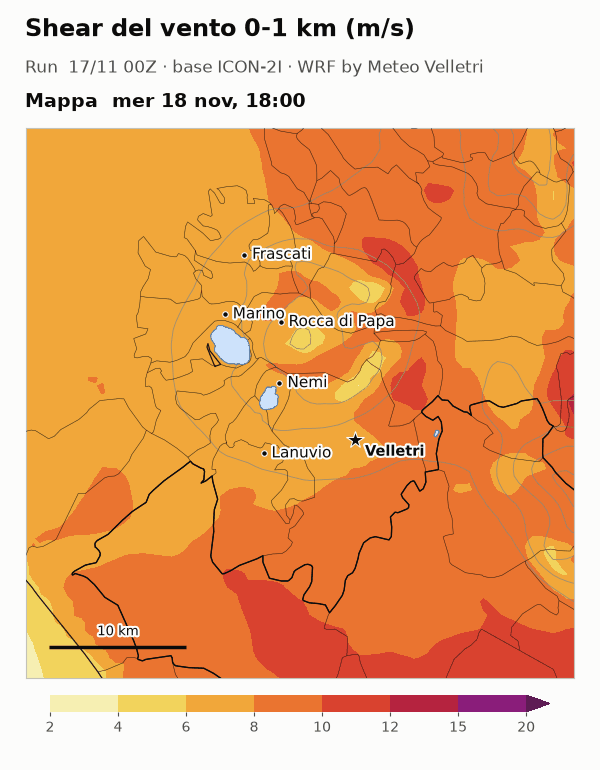 Shear del vento 0-1 km (m/s)
Run  17/11 00Z · base ICON-2I · WRF by Meteo Velletri
Mappa  mer 18 nov, 18:00
Frascati
Marino
Rocca di Papa
Nemi
Velletri
Lanuvio
10 km
2 4 6 8 10 12 15 20